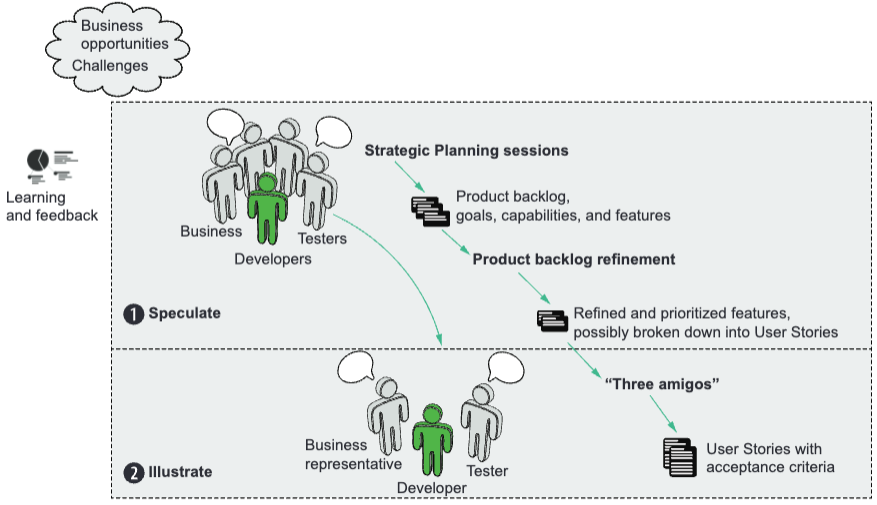 Business
opportunities
Challenges
Learning
and feedback
Business
Testers
Developers
Strategic Planning sessions
Product backlog,
goals, capabilities, and features
Product backlog refinement
Refined and prioritized features,
possibly broken down into User Stories
1 Speculate
"Three amigos"
Business
representative
Tester
Developer
User Stories with
acceptance criteria
2 Illustrate